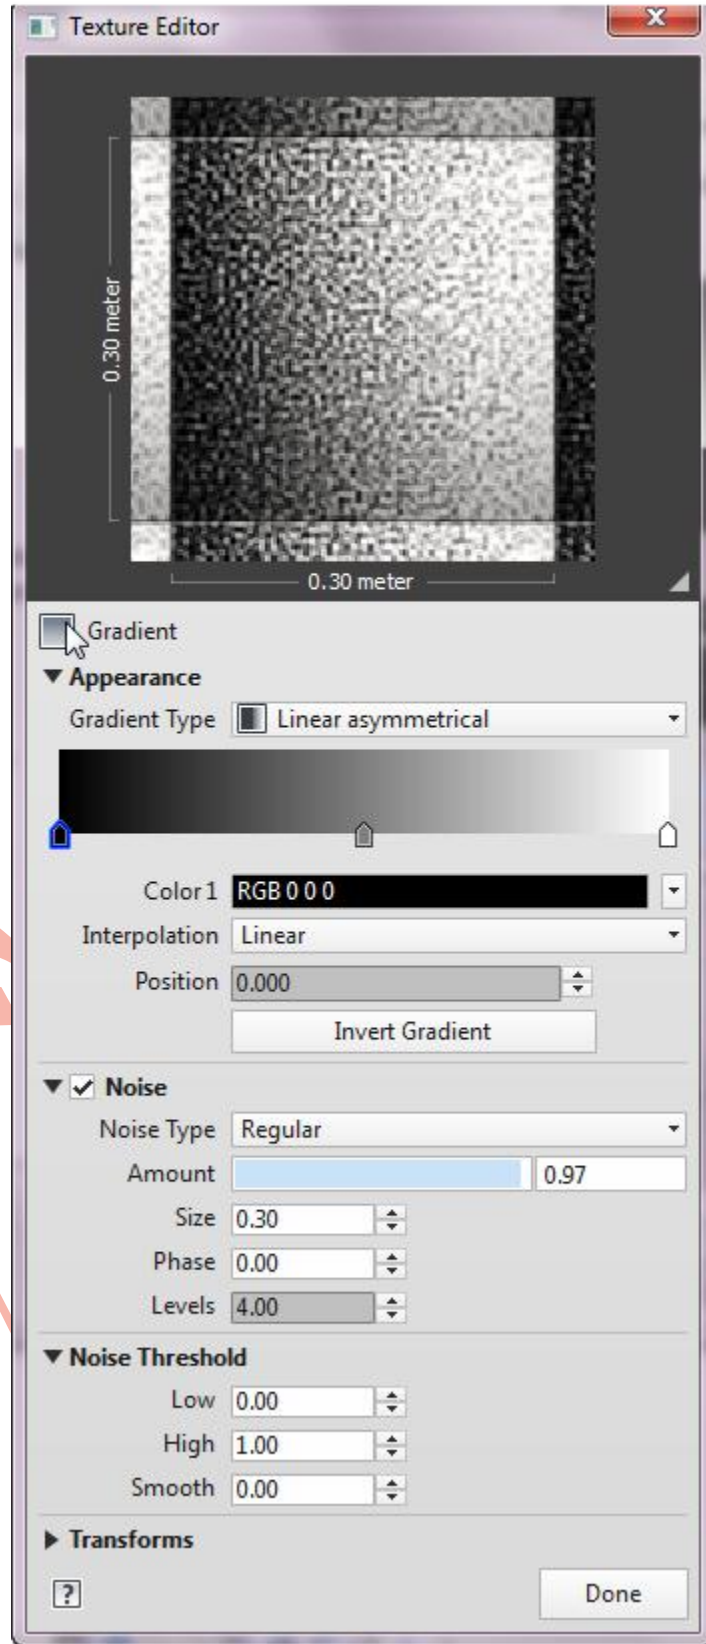 Texture Editor
0.30 meter
0.30 meter
Gradient
Appearance
Gradient Type Linear asymmetrical
Color 1 RGB 0 0 0
Interpolation Linear
Position 0.000
Invert Gradient
Noise
Noise Type Regular
Amount 0.97
Size 0.30
Phase 0.00
Levels 4.00
Noise Threshold
Low 0.00
High 1.00
Smooth 0.00
Transforms
? Done